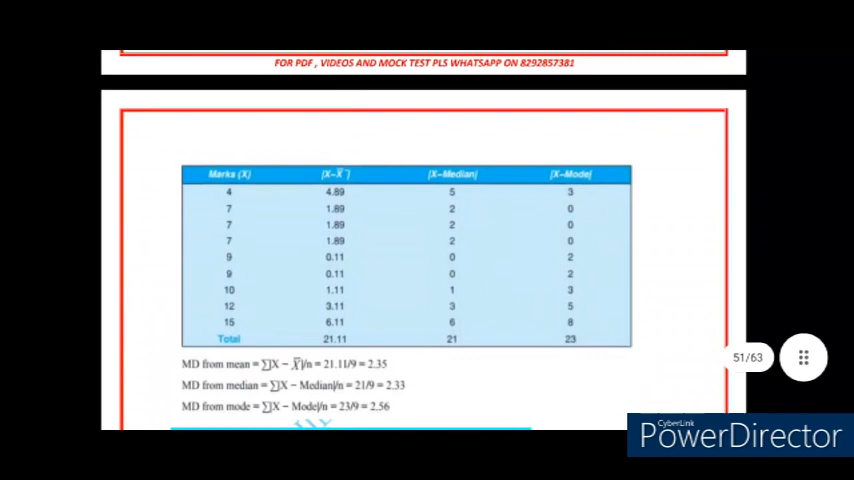 FOR PDF , VIDEOS AND MOCK TEST PLS WHATSAPP ON 8292857381
Marks (X) |X–X̅| |X–Median| |X–Mode|
4 4.89 5 3
7 1.89 2 0
7 1.89 2 0
7 1.89 2 0
9 0.11 0 2
9 0.11 0 2
10 1.11 1 3
12 3.11 3 5
15 6.11 6 8
Total 21.11 21 23
MD from mean = ∑|X – X̅|/n = 21.11/9 = 2.35
MD from median = ∑|X – Median|/n = 21/9 = 2.33
MD from mode = ∑|X – Mode|/n = 23/9 = 2.56
51/63
CyberLink
PowerDirector